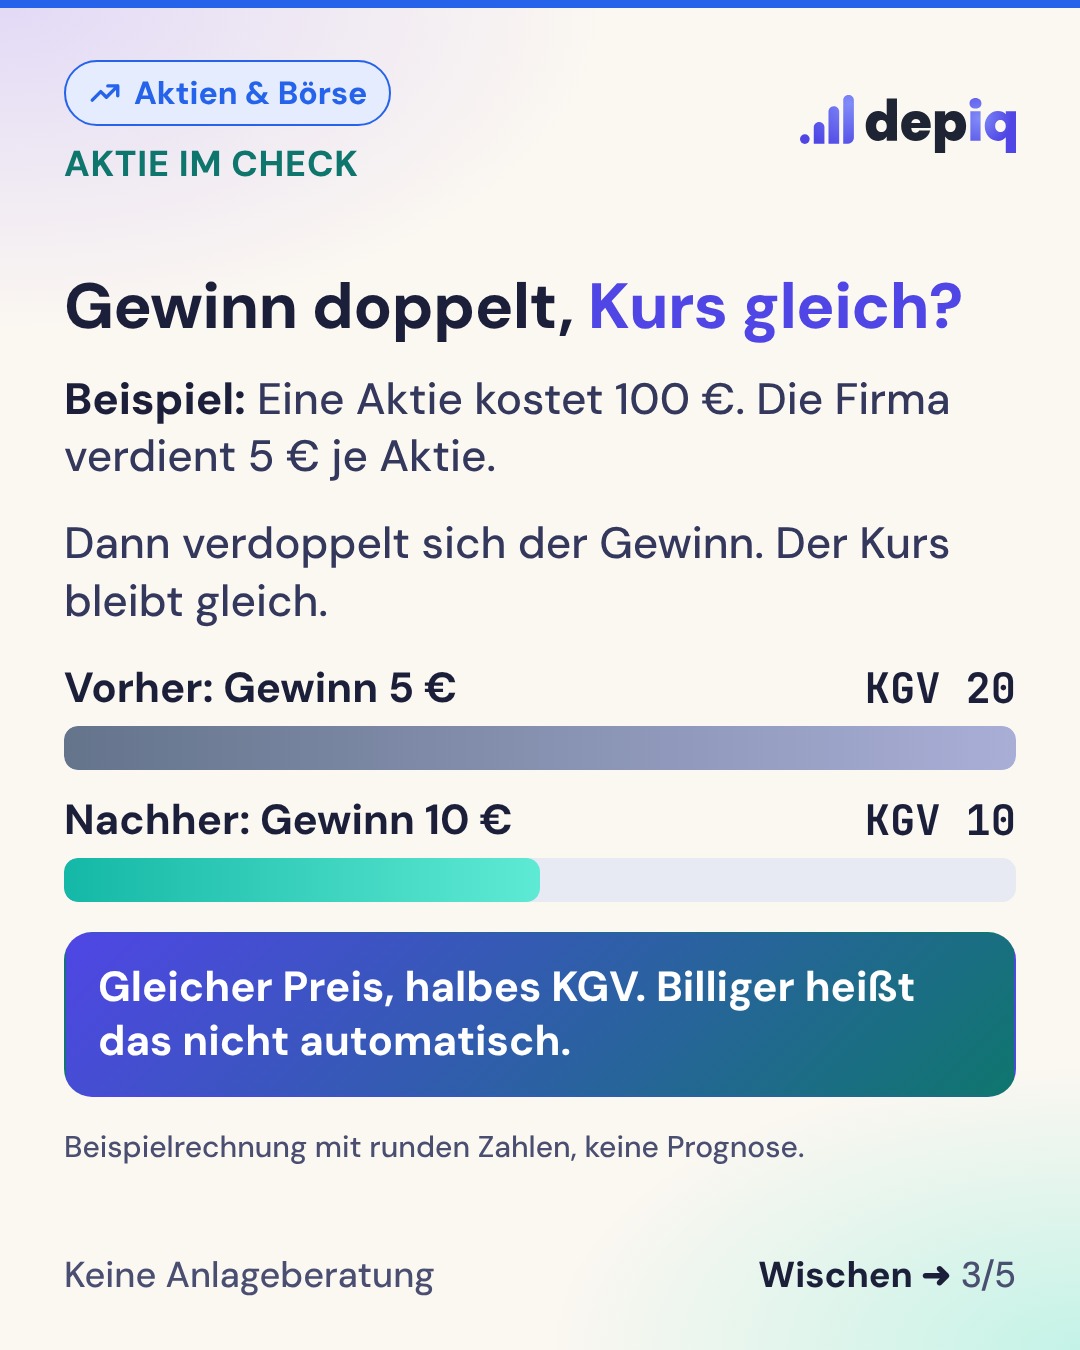 Aktien & Börse
depiq
AKTIE IM CHECK
Gewinn doppelt, Kurs gleich?
Beispiel: Eine Aktie kostet 100 €. Die Firma
verdient 5 € je Aktie.
Dann verdoppelt sich der Gewinn. Der Kurs
bleibt gleich.
Vorher: Gewinn 5 € KGV 20
Nachher: Gewinn 10 € KGV 10
Gleicher Preis, halbes KGV. Billiger heißt
das nicht automatisch.
Beispielrechnung mit runden Zahlen, keine Prognose.
Keine Anlageberatung Wischen ➜ 3/5